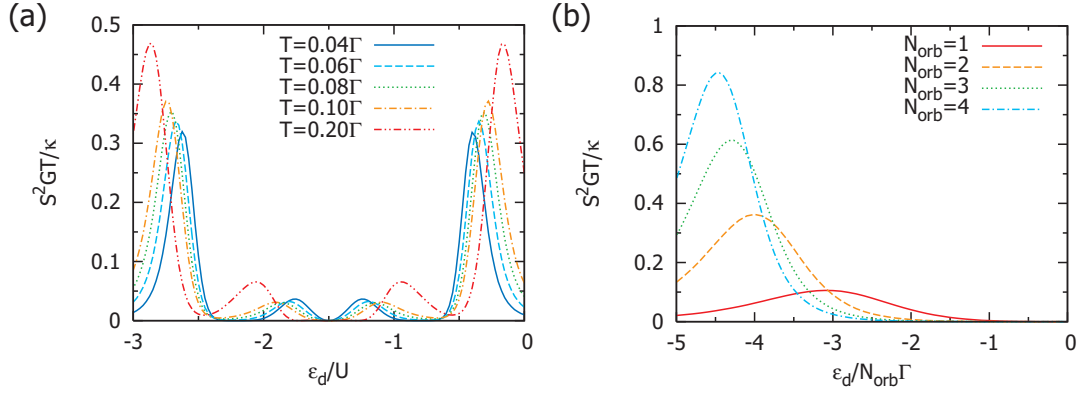 (a)
S²GT/κ
0.5
0.4
0.3
0.2
0.1
0
-3
-2
-1
0
ε_d/U
T=0.04Γ
T=0.06Γ
T=0.08Γ
T=0.10Γ
T=0.20Γ
(b)
S²GT/κ
1
0.8
0.6
0.4
0.2
0
-5
-4
-3
-2
-1
0
ε_d/N_orbΓ
N_orb=1
N_orb=2
N_orb=3
N_orb=4